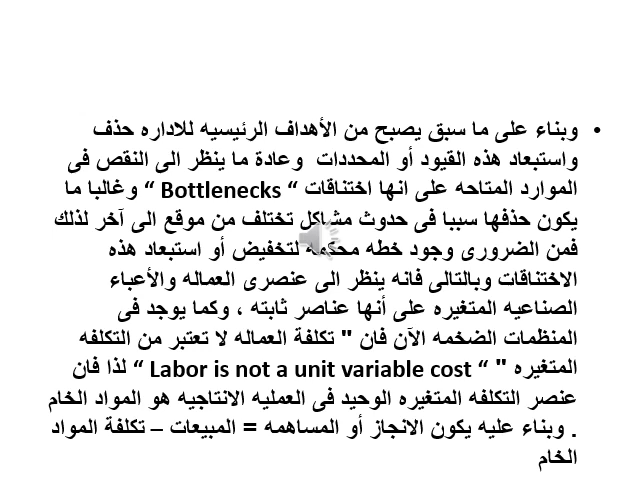 • وبناء على ما سبق يصبح من الأهداف الرئيسيه للاداره حذف
واستبعاد هذه القيود أو المحددات وعادة ما ينظر الى النقص فى
الموارد المتاحه على انها اختناقات “ Bottlenecks “ وغالبا ما
يكون حذفها سببا فى حدوث مشاكل تختلف من موقع الى آخر لذلك
فمن الضرورى وجود خطه محكمه لتخفيض أو استبعاد هذه
الاختناقات وبالتالى فانه ينظر الى عنصرى العماله والأعباء
الصناعيه المتغيره على أنها عناصر ثابته ، وكما يوجد فى
المنظمات الضخمه الآن فان " تكلفة العماله لا تعتبر من التكلفه
المتغيره " “ Labor is not a unit variable cost “ لذا فان
عنصر التكلفه المتغيره الوحيد فى العمليه الانتاجيه هو المواد الخام
. وبناء عليه يكون الانجاز أو المساهمه = المبيعات – تكلفة المواد
الخام